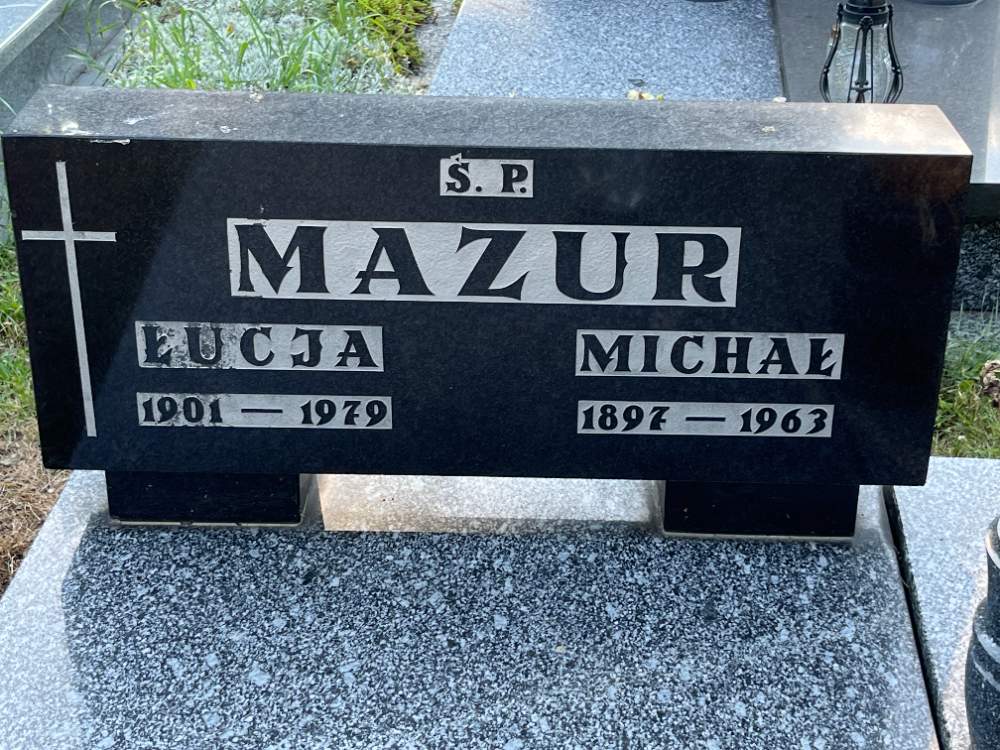 Ś. P.
MAZUR
ŁUCJA MICHAŁ
1901 — 1979 1897 — 1963